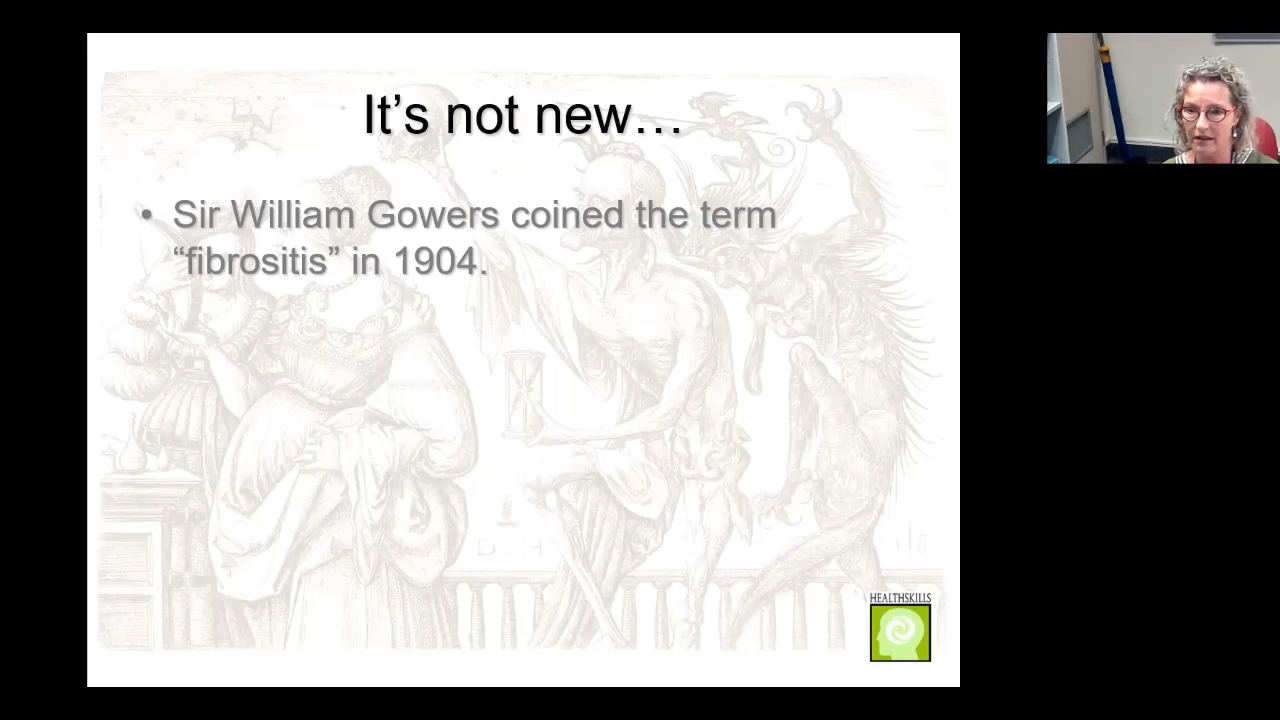 It’s not new…
• Sir William Gowers coined the term
“fibrositis” in 1904.
D. H
HEALTHSKILLS